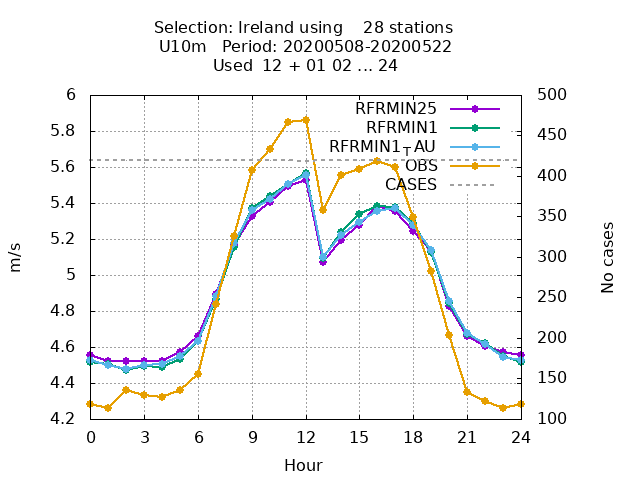 Selection: Ireland using    28 stations
U10m   Period: 20200508-20200522
Used  12 + 01 02 ... 24
6
5.8
5.6
5.4
5.2
5
4.8
4.6
4.4
4.2
m/s
RFRMIN25
RFRMIN1
RFRMIN1TAU
OBS
CASES
500
450
400
350
300
250
200
150
100
No cases
0 3 6 9 12 15 18 21 24
Hour